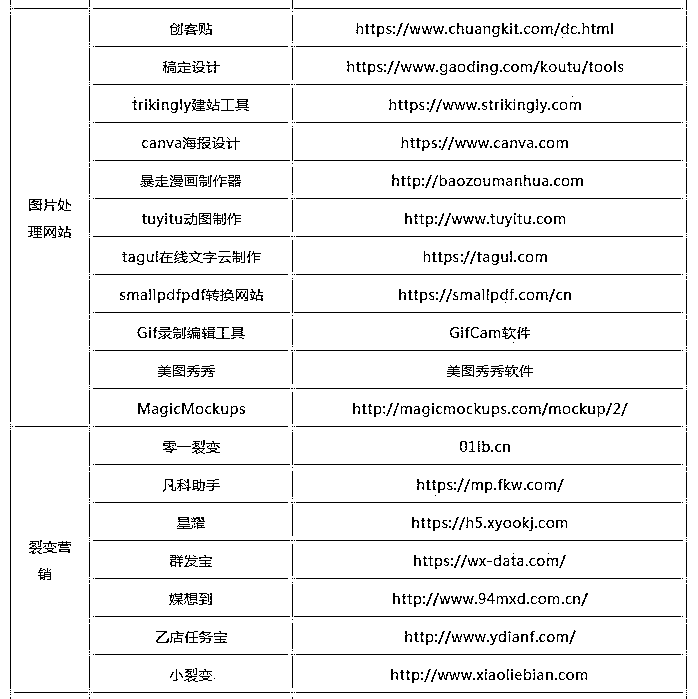 创客贴 https://www.chuangkit.com/dc.html
稿定设计 https://www.gaoding.com/koutu/tools
trikingly建站工具 https://www.strikingly.com
canva海报设计 https://www.canva.com
暴走漫画制作器 http://baozoumanhua.com
图片处
理网站
tuyitu动图制作 http://www.tuyitu.com
tagul在线文字云制作 https://tagul.com
smallpdfpdf转换网站 https://smallpdf.com/cn
Gif录制编辑工具 GifCam软件
美图秀秀 美图秀秀软件
MagicMockups http://magicmockups.com/mockup/2/
零一裂变 01lb.cn
凡科助手 https://mp.fkw.com/
星耀 https://h5.xyookj.com
裂变营
销
群发宝 https://wx-data.com/
媒想到 http://www.94mxd.com.cn/
乙店任务宝 http://www.ydianf.com/
小裂变 http://www.xiaoliebian.com